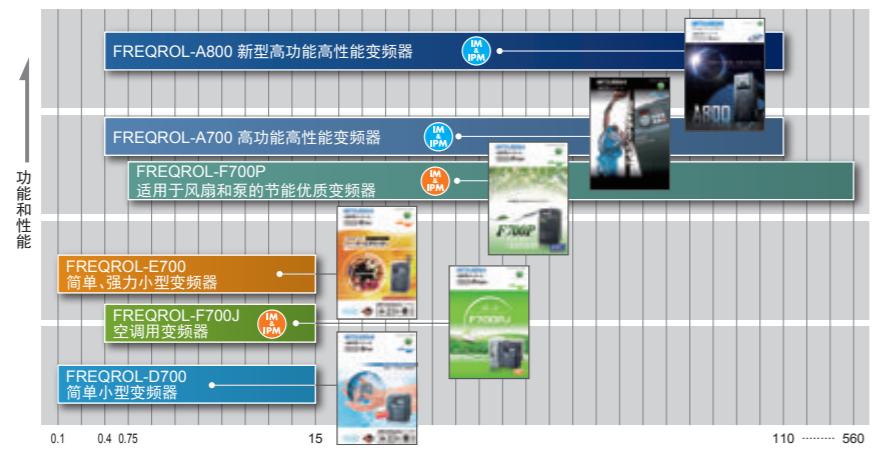 FREQROL-A800 新型高功能高性能变频器
IM
&
IPM
A800
FREQROL-A700 高功能高性能变频器
IM
&
IPM
FREQROL-F700P
适用于风扇和泵的节能优质变频器
IM
&
IPM
F700P
功能和性能
FREQROL-E700
简单、强力小型变频器
FREQROL-F700J
空调用变频器
IM
&
IPM
F700PJ
FREQROL-D700
简单小型变频器
0.1 0.4 0.75 15 110 ········· 560